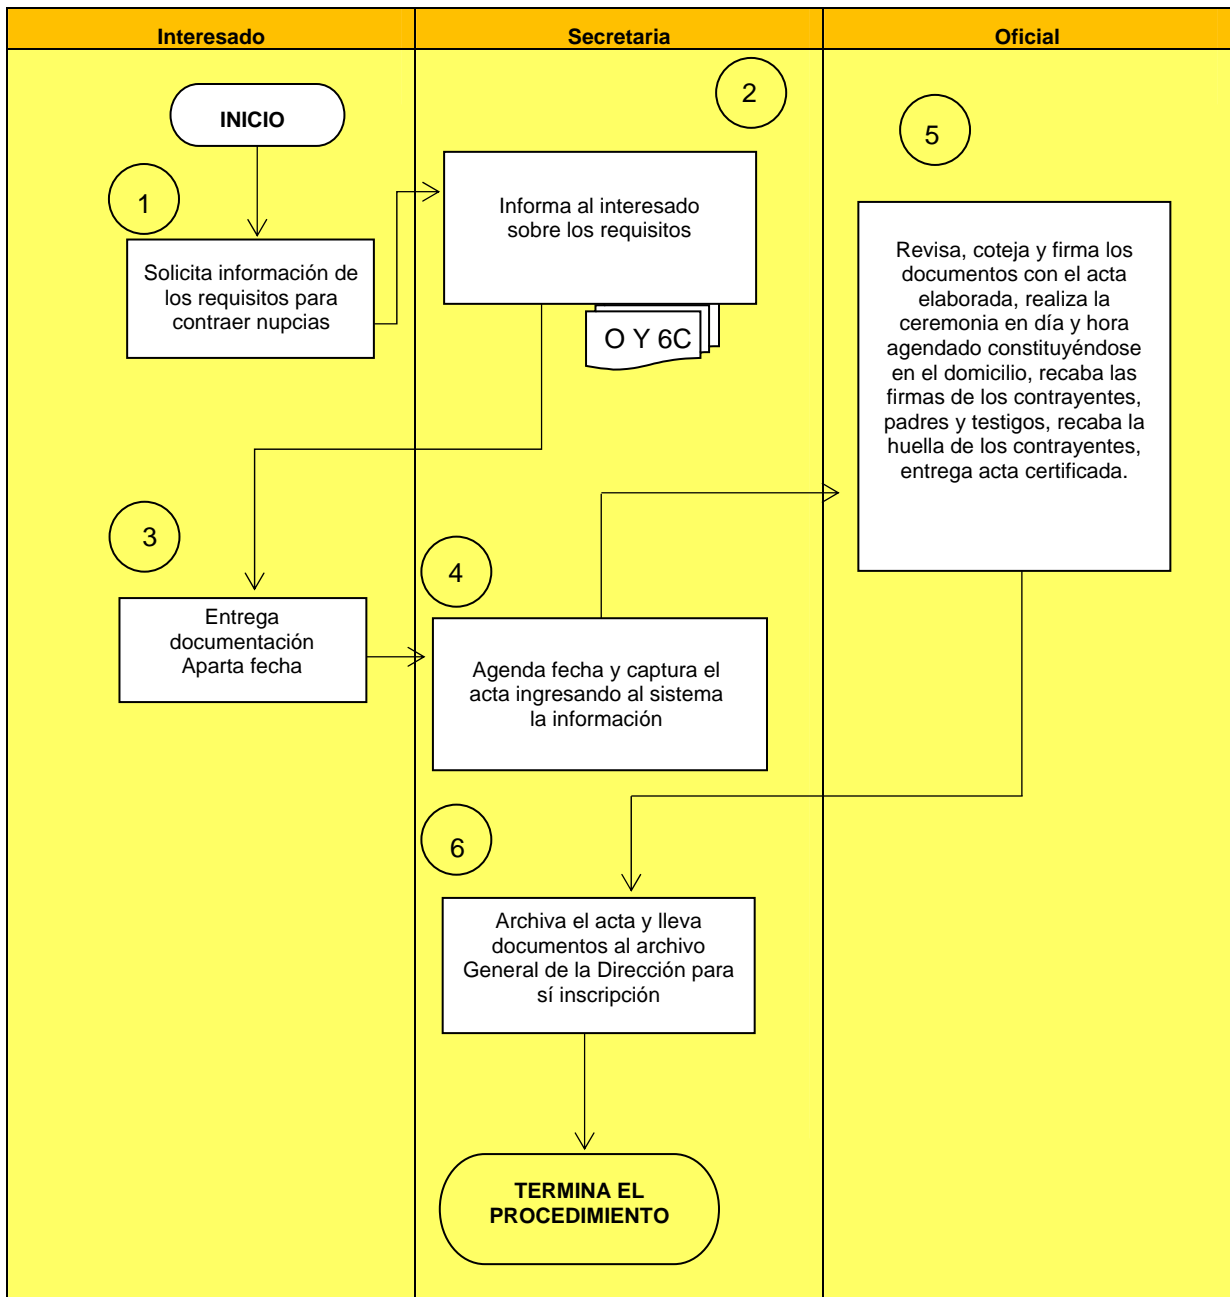 Interesado
Secretaria
Oficial
INICIO
1
Solicita información de
los requisitos para
contraer nupcias
2
Informa al interesado
sobre los requisitos
O Y 6C
3
Entrega
documentación
Aparta fecha
4
Agenda fecha y captura el
acta ingresando al sistema
la información
5
Revisa, coteja y firma los
documentos con el acta
elaborada, realiza la
ceremonia en día y hora
agendado constituyéndose
en el domicilio, recaba las
firmas de los contrayentes,
padres y testigos, recaba la
huella de los contrayentes,
entrega acta certificada.
6
Archiva el acta y lleva
documentos al archivo
General de la Dirección para
sí inscripción
TERMINA EL
PROCEDIMIENTO